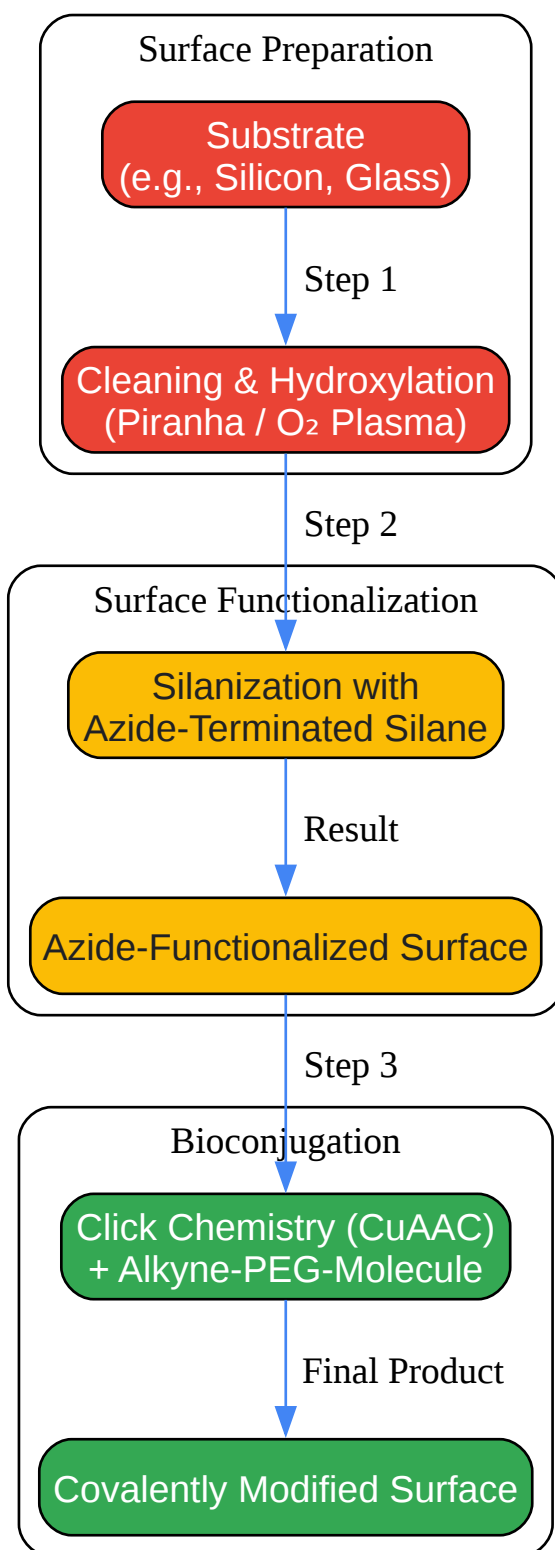 Surface Preparation
Substrate
(e.g., Silicon, Glass)
Step 1
Cleaning & Hydroxylation
(Piranha / O₂ Plasma)
Step 2
Surface Functionalization
Silanization with
Azide-Terminated Silane
Result
Azide-Functionalized Surface
Step 3
Bioconjugation
Click Chemistry (CuAAC)
+ Alkyne-PEG-Molecule
Final Product
Covalently Modified Surface